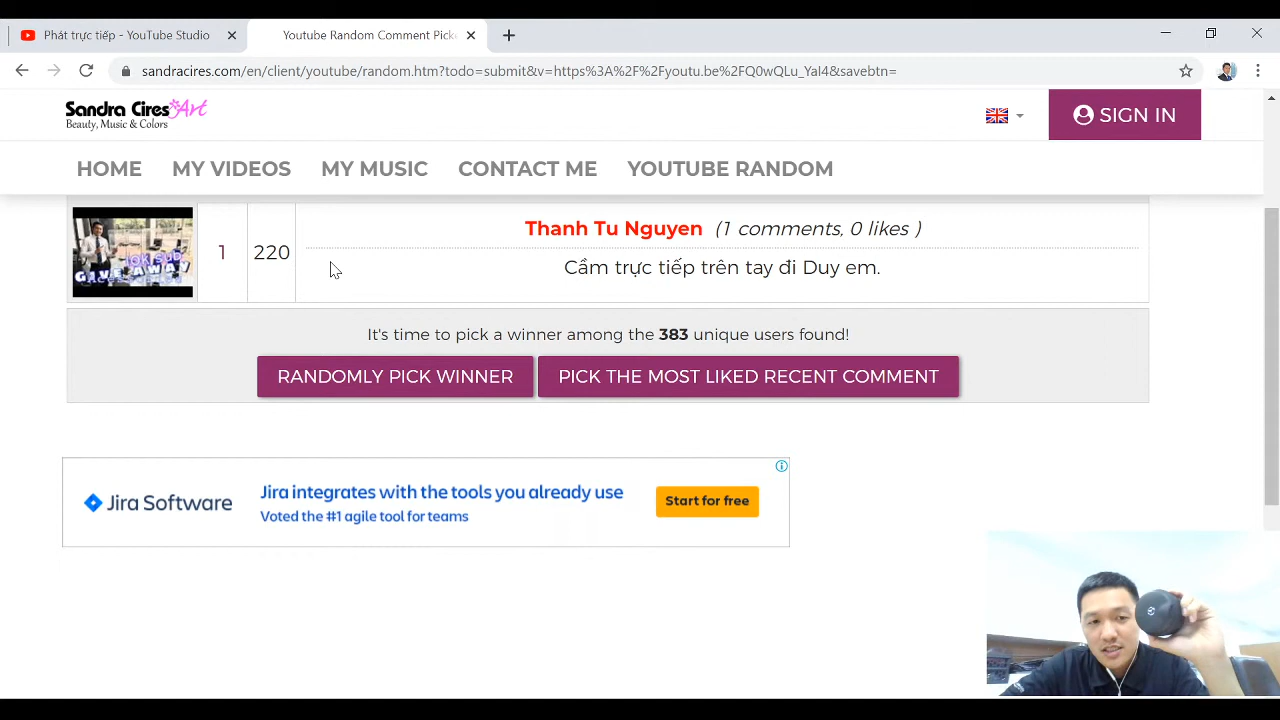 Phát trực tiếp - YouTube Studio
Youtube Random Comment Picke
sandracires.com/en/client/youtube/random.htm?todo=submit&v=https%3A%2F%2Fyoutu.be%2FQ0wQLu_YaI4&savebtn=
Sandra Cires Art
Beauty, Music & Colors
SIGN IN
HOME MY VIDEOS MY MUSIC CONTACT ME YOUTUBE RANDOM
Thanh Tu Nguyen (1 comments, 0 likes )
10k sub
GIVE AWAY
1 220
Cầm trực tiếp trên tay đi Duy em.
It's time to pick a winner among the 383 unique users found!
RANDOMLY PICK WINNER PICK THE MOST LIKED RECENT COMMENT
Jira Software
Jira integrates with the tools you already use
Voted the #1 agile tool for teams
Start for free